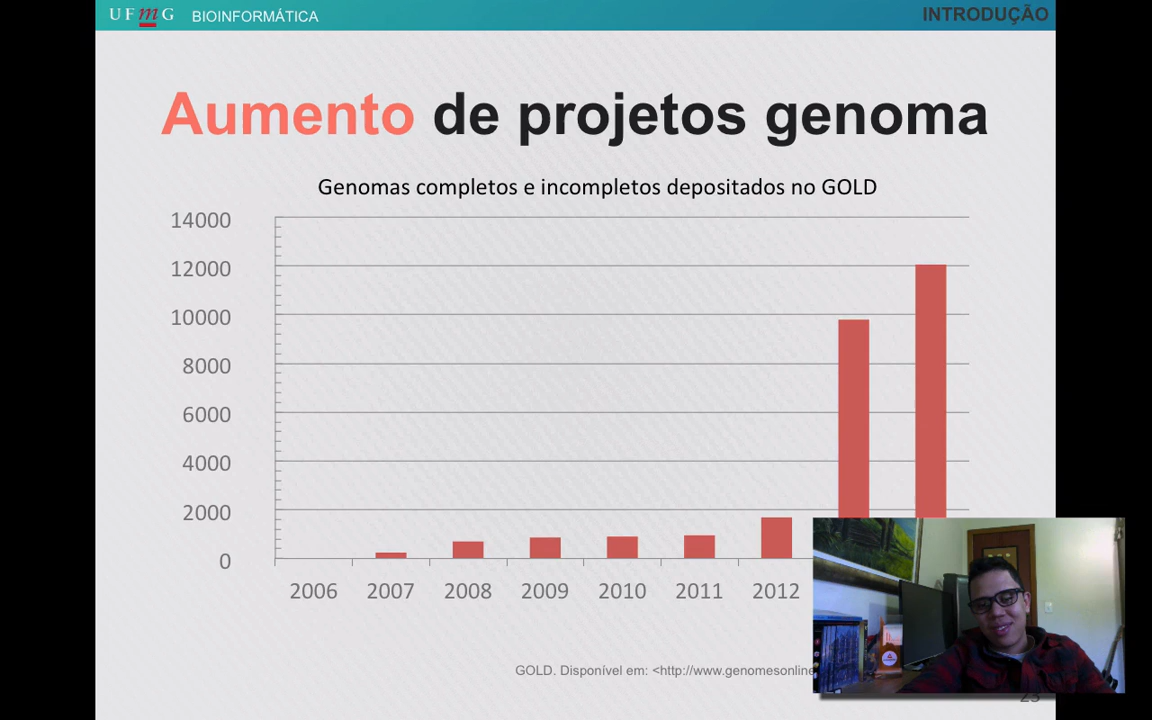 UFmG BIOINFORMÁTICA
INTRODUÇÃO
Aumento de projetos genoma
Genomas completos e incompletos depositados no GOLD
14000
12000
10000
8000
6000
4000
2000
0
2006 2007 2008 2009 2010 2011 2012
GOLD. Disponível em: <http://www.genomesonline
23